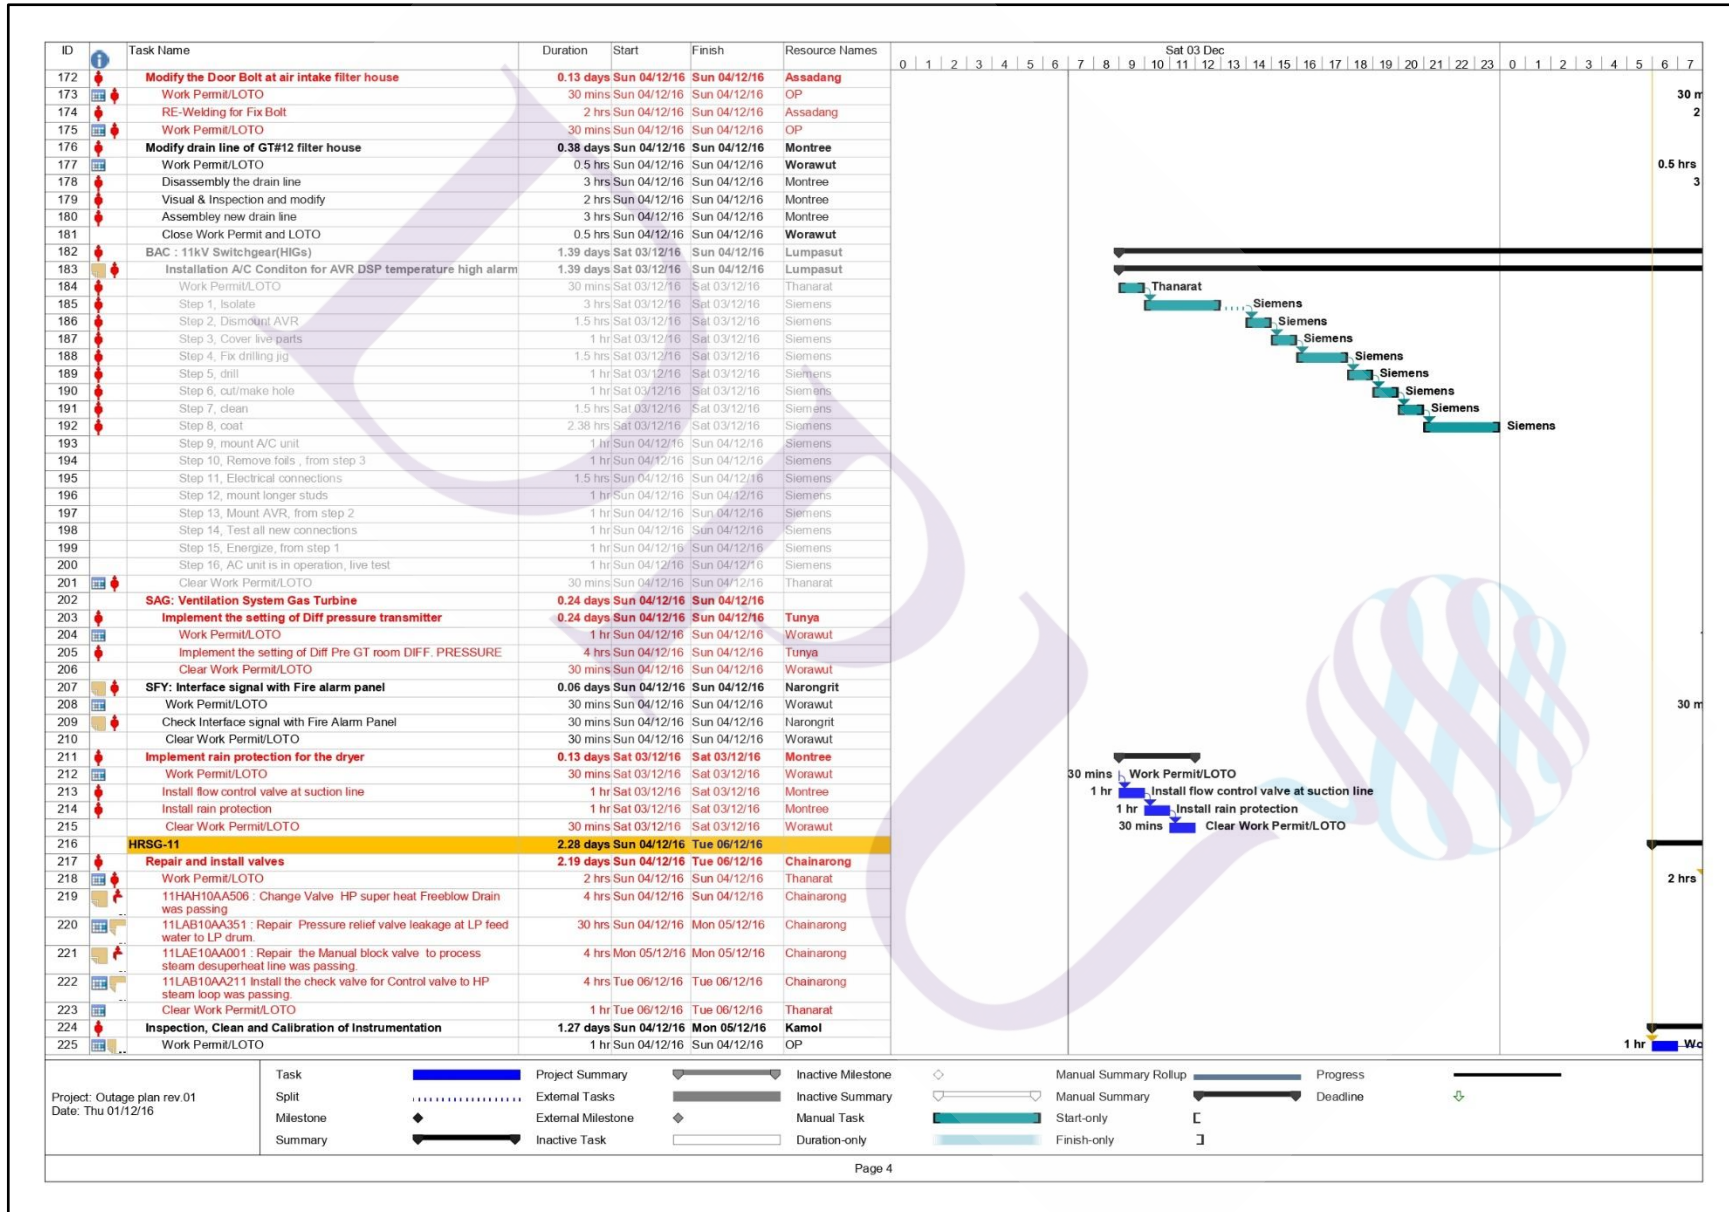 ID Task Name Duration Start Finish Resource Names Sat 03 Dec
0 1 2 3 4 5 6 7 8 9 10 11 12 13 14 15 16 17 18 19 20 21 22 23 0 1 2 3 4 5 6 7
172 Modify the Door Bolt at air intake filter house 0.13 days Sun 04/12/16 Sun 04/12/16 Assadang
173 Work Permit/LOTO 30 mins Sun 04/12/16 Sun 04/12/16 OP 30 m
174 RE-Welding for Fix Bolt 2 hrs Sun 04/12/16 Sun 04/12/16 Assadang 2
175 Work Permit/LOTO 30 mins Sun 04/12/16 Sun 04/12/16 OP
176 Modify drain line of GT#12 filter house 0.38 days Sun 04/12/16 Sun 04/12/16 Montree
177 Work Permit/LOTO 0.5 hrs Sun 04/12/16 Sun 04/12/16 Worawut 0.5 hrs
178 Disassembly the drain line 3 hrs Sun 04/12/16 Sun 04/12/16 Montree 3
179 Visual & Inspection and modify 2 hrs Sun 04/12/16 Sun 04/12/16 Montree
180 Assembley new drain line 3 hrs Sun 04/12/16 Sun 04/12/16 Montree
181 Close Work Permit and LOTO 0.5 hrs Sun 04/12/16 Sun 04/12/16 Worawut
182 BAC : 11kV Switchgear(HIGs) 1.39 days Sat 03/12/16 Sun 04/12/16 Lumpasut
183 Installation A/C Conditon for AVR DSP temperature high alarm 1.39 days Sat 03/12/16 Sun 04/12/16 Lumpasut
184 Work Permit/LOTO 30 mins Sat 03/12/16 Sat 03/12/16 Thanarat Thanarat
185 Step 1, Isolate 3 hrs Sat 03/12/16 Sat 03/12/16 Siemens Siemens
186 Step 2, Dismount AVR 1.5 hrs Sat 03/12/16 Sat 03/12/16 Siemens Siemens
187 Step 3, Cover live parts 1 hr Sat 03/12/16 Sat 03/12/16 Siemens Siemens
188 Step 4, Fix drilling jig 1.5 hrs Sat 03/12/16 Sat 03/12/16 Siemens Siemens
189 Step 5, drill 1 hr Sat 03/12/16 Sat 03/12/16 Siemens Siemens
190 Step 6, cut/make hole 1 hr Sat 03/12/16 Sat 03/12/16 Siemens Siemens
191 Step 7, clean 1.5 hrs Sat 03/12/16 Sat 03/12/16 Siemens Siemens
192 Step 8, coat 2.38 hrs Sat 03/12/16 Sat 03/12/16 Siemens Siemens
193 Step 9, mount A/C unit 1 hr Sun 04/12/16 Sun 04/12/16 Siemens
194 Step 10, Remove foils , from step 3 1 hr Sun 04/12/16 Sun 04/12/16 Siemens
195 Step 11, Electrical connections 1.5 hrs Sun 04/12/16 Sun 04/12/16 Siemens
196 Step 12, mount longer studs 1 hr Sun 04/12/16 Sun 04/12/16 Siemens
197 Step 13, Mount AVR, from step 2 1 hr Sun 04/12/16 Sun 04/12/16 Siemens
198 Step 14, Test all new connections 1 hr Sun 04/12/16 Sun 04/12/16 Siemens
199 Step 15, Energize, from step 1 1 hr Sun 04/12/16 Sun 04/12/16 Siemens
200 Step 16, AC unit is in operation, live test 1 hr Sun 04/12/16 Sun 04/12/16 Siemens
201 Clear Work Permit/LOTO 30 mins Sun 04/12/16 Sun 04/12/16 Thanarat
202 SAG: Ventilation System Gas Turbine 0.24 days Sun 04/12/16 Sun 04/12/16
203 Implement the setting of Diff pressure transmitter 0.24 days Sun 04/12/16 Sun 04/12/16 Tunya
204 Work Permit/LOTO 1 hr Sun 04/12/16 Sun 04/12/16 Worawut
205 Implement the setting of Diff Pre GT room DIFF. PRESSURE 4 hrs Sun 04/12/16 Sun 04/12/16 Tunya
206 Clear Work Permit/LOTO 30 mins Sun 04/12/16 Sun 04/12/16 Worawut
207 SFY: Interface signal with Fire alarm panel 0.06 days Sun 04/12/16 Sun 04/12/16 Narongrit
208 Work Permit/LOTO 30 mins Sun 04/12/16 Sun 04/12/16 Worawut 30 m
209 Check Interface signal with Fire Alarm Panel 30 mins Sun 04/12/16 Sun 04/12/16 Narongrit
210 Clear Work Permit/LOTO 30 mins Sun 04/12/16 Sun 04/12/16 Worawut
211 Implement rain protection for the dryer 0.13 days Sat 03/12/16 Sat 03/12/16 Montree
212 Work Permit/LOTO 30 mins Sat 03/12/16 Sat 03/12/16 Worawut 30 mins Work Permit/LOTO
213 Install flow control valve at suction line 1 hr Sat 03/12/16 Sat 03/12/16 Montree 1 hr Install flow control valve at suction line
214 Install rain protection 1 hr Sat 03/12/16 Sat 03/12/16 Montree 1 hr Install rain protection
215 Clear Work Permit/LOTO 30 mins Sat 03/12/16 Sat 03/12/16 Worawut 30 mins Clear Work Permit/LOTO
216 HRSG-11 2.28 days Sun 04/12/16 Tue 06/12/16
217 Repair and install valves 2.19 days Sun 04/12/16 Tue 06/12/16 Chainarong
218 Work Permit/LOTO 2 hrs Sun 04/12/16 Sun 04/12/16 Thanarat 2 hrs
219 11HAH10AA506 : Change Valve HP super heat Freeblow Drain 4 hrs Sun 04/12/16 Sun 04/12/16 Chainarong
was passing
220 11LAB10AA351 : Repair Pressure relief valve leakage at LP feed 30 hrs Sun 04/12/16 Mon 05/12/16 Chainarong
water to LP drum.
221 11LAE10AA001 : Repair the Manual block valve to process 4 hrs Mon 05/12/16 Mon 05/12/16 Chainarong
steam desuperheat line was passing.
222 11LAB10AA211 Install the check valve for Control valve to HP 4 hrs Tue 06/12/16 Tue 06/12/16 Chainarong
steam loop was passing.
223 Clear Work Permit/LOTO 1 hr Tue 06/12/16 Tue 06/12/16 Thanarat
224 Inspection, Clean and Calibration of Instrumentation 1.27 days Sun 04/12/16 Mon 05/12/16 Kamol
225 Work Permit/LOTO 1 hr Sun 04/12/16 Sun 04/12/16 OP 1 hr Wo
Project: Outage plan rev.01
Date: Thu 01/12/16
Task Project Summary Inactive Milestone Manual Summary Rollup Progress
Split External Tasks Inactive Summary Manual Summary Deadline
Milestone External Milestone Manual Task Start-only
Summary Inactive Task Duration-only Finish-only
Page 4